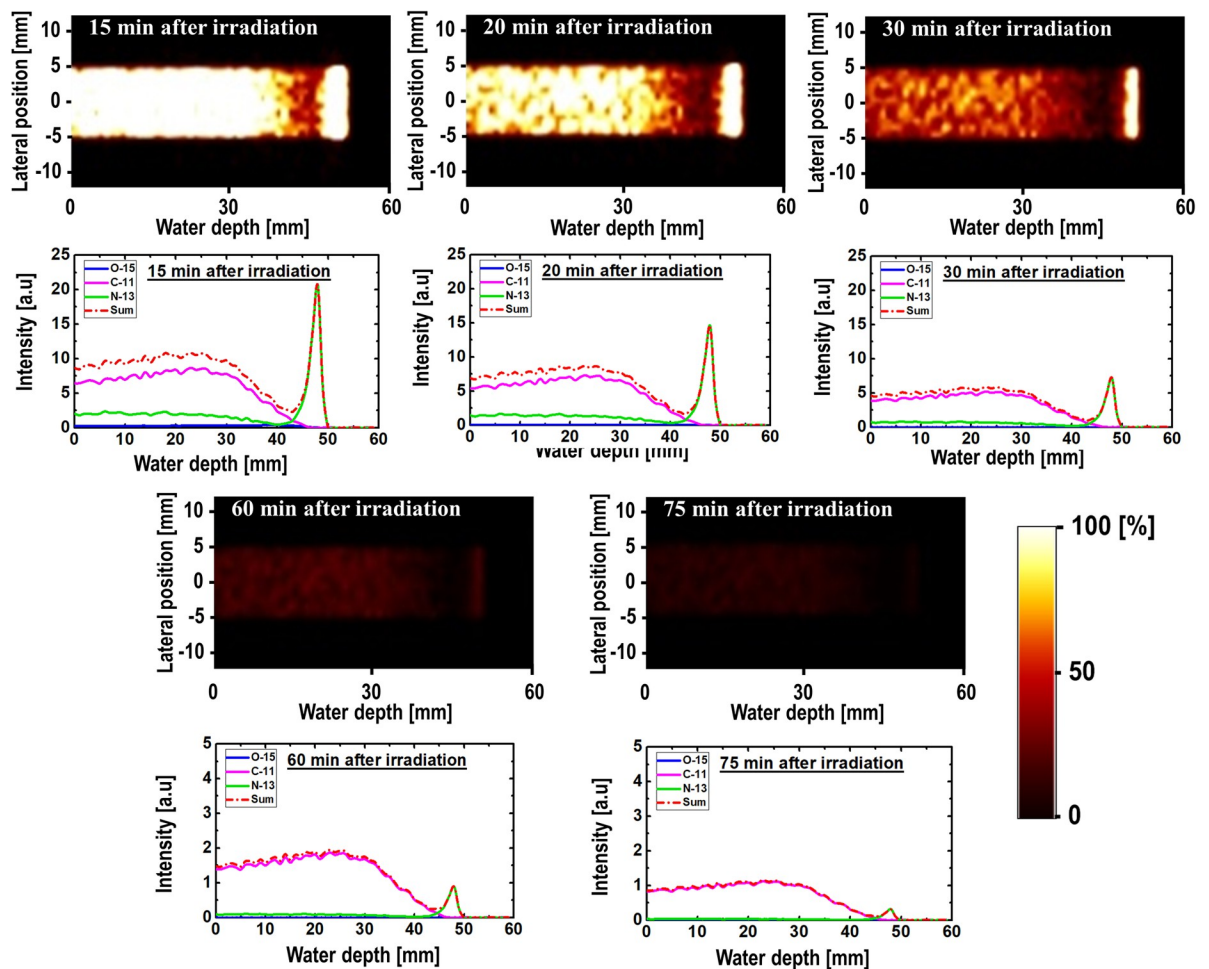 15 min after irradiation
Lateral position [mm]
10
5
0
-5
-10
0 30 60
Water depth [mm]
20 min after irradiation
Lateral position [mm]
10
5
0
-5
-10
0 30 60
Water depth [mm]
30 min after irradiation
Lateral position [mm]
10
5
0
-5
-10
0 30 60
Water depth [mm]
15 min after irradiation
O-15
C-11
N-13
Sum
Intensity [a.u]
25
20
15
10
5
0
0 10 20 30 40 50 60
Water depth [mm]
20 min after irradiation
O-15
C-11
N-13
Sum
Intensity [a.u]
25
20
15
10
5
0
0 10 20 30 40 50 60
Water depth [mm]
30 min after irradiation
O-15
C-11
N-13
Sum
Intensity [a.u]
25
20
15
10
5
0
0 10 20 30 40 50 60
Water depth [mm]
60 min after irradiation
Lateral position [mm]
10
5
0
-5
-10
0 30 60
Water depth [mm]
75 min after irradiation
Lateral position [mm]
10
5
0
-5
-10
0 30 60
Water depth [mm]
100 [%]
50
0
60 min after irradiation
O-15
C-11
N-13
Sum
Intensity [a.u]
5
4
3
2
1
0
0 10 20 30 40 50 60
Water depth [mm]
75 min after irradiation
O-15
C-11
N-13
Sum
Intensity [a.u]
5
4
3
2
1
0
0 10 20 30 40 50 60
Water depth [mm]